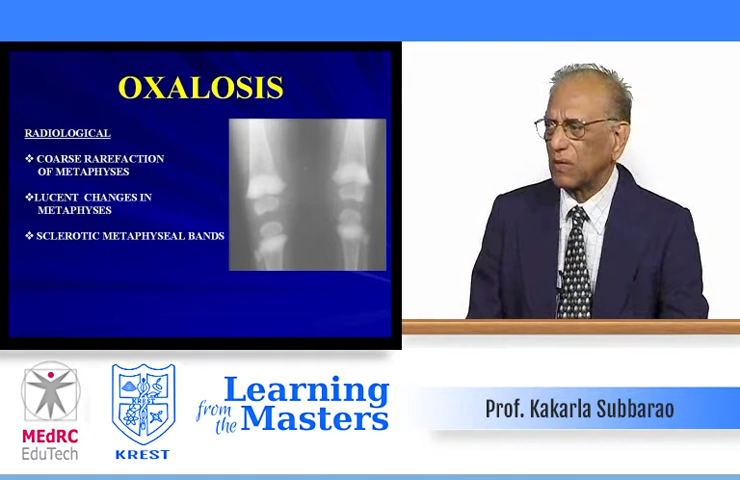 OXALOSIS
RADIOLOGICAL
❖ COARSE RAREFACTION
OF METAPHYSES
❖LUCENT CHANGES IN
METAPHYSES
❖ SCLEROTIC METAPHYSEAL BANDS
MEdRC
EduTech
KREST
KREST
Learning
from the Masters
Prof. Kakarla Subbarao